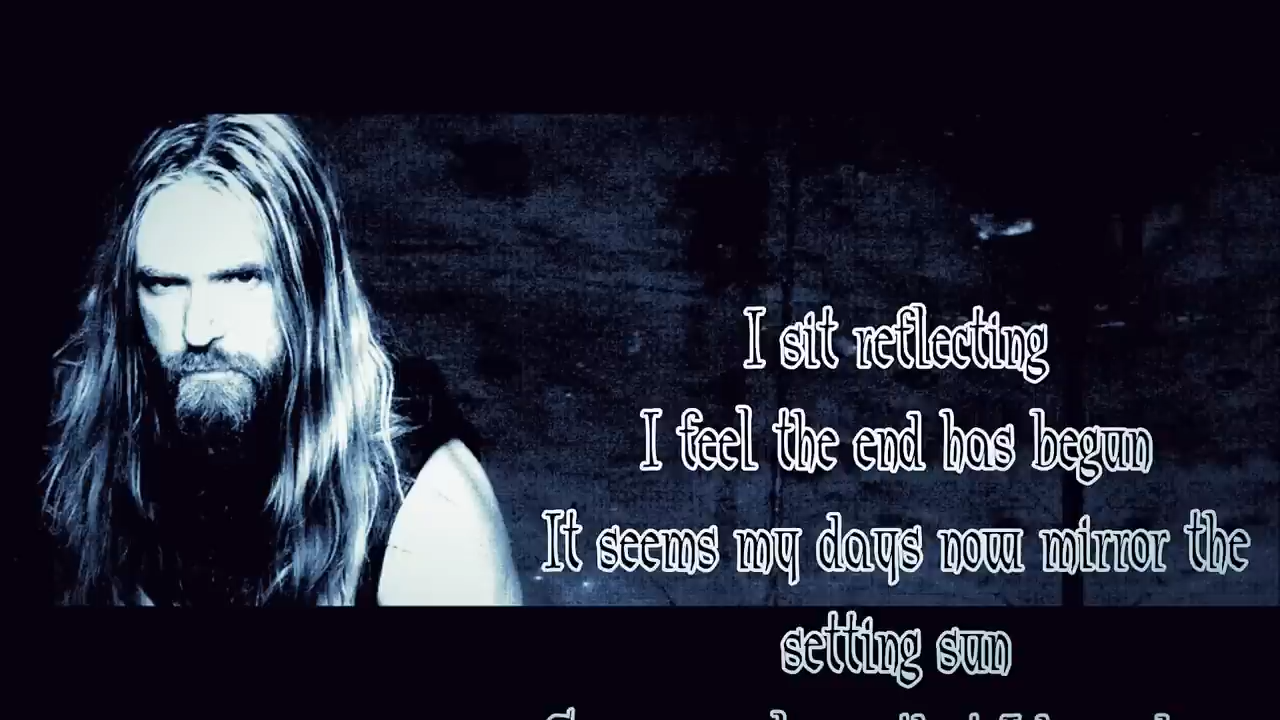 I sit reflecting
I feel the end has begun
It seems my days now mirror the
setting sun